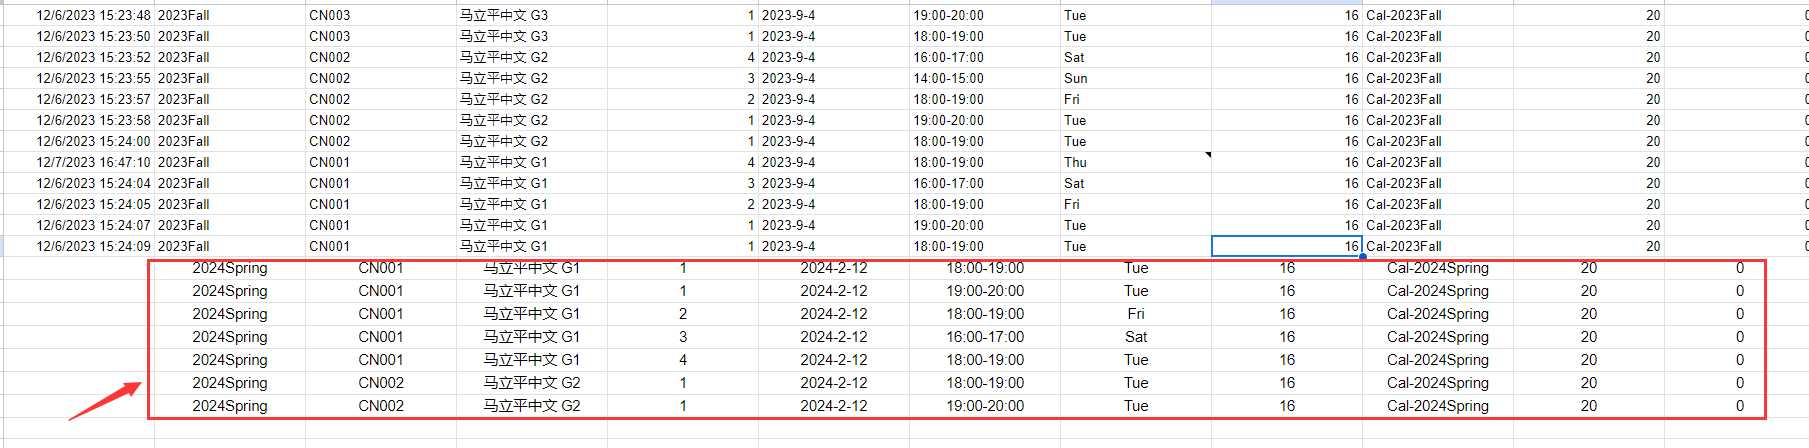 12/6/2023 15:23:48 2023Fall CN003 马立平中文 G3 1 2023-9-4 19:00-20:00 Tue 16 Cal-2023Fall 20 0
12/6/2023 15:23:50 2023Fall CN003 马立平中文 G3 1 2023-9-4 18:00-19:00 Tue 16 Cal-2023Fall 20 0
12/6/2023 15:23:52 2023Fall CN002 马立平中文 G2 4 2023-9-4 16:00-17:00 Sat 16 Cal-2023Fall 20 0
12/6/2023 15:23:55 2023Fall CN002 马立平中文 G2 3 2023-9-4 14:00-15:00 Sun 16 Cal-2023Fall 20 0
12/6/2023 15:23:57 2023Fall CN002 马立平中文 G2 2 2023-9-4 18:00-19:00 Fri 16 Cal-2023Fall 20 0
12/6/2023 15:23:58 2023Fall CN002 马立平中文 G2 1 2023-9-4 19:00-20:00 Tue 16 Cal-2023Fall 20 0
12/6/2023 15:24:00 2023Fall CN002 马立平中文 G2 1 2023-9-4 18:00-19:00 Tue 16 Cal-2023Fall 20 0
12/7/2023 16:47:10 2023Fall CN001 马立平中文 G1 4 2023-9-4 18:00-19:00 Thu 16 Cal-2023Fall 20 0
12/6/2023 15:24:04 2023Fall CN001 马立平中文 G1 3 2023-9-4 16:00-17:00 Sat 16 Cal-2023Fall 20 0
12/6/2023 15:24:05 2023Fall CN001 马立平中文 G1 2 2023-9-4 18:00-19:00 Fri 16 Cal-2023Fall 20 0
12/6/2023 15:24:07 2023Fall CN001 马立平中文 G1 1 2023-9-4 19:00-20:00 Tue 16 Cal-2023Fall 20 0
12/6/2023 15:24:09 2023Fall CN001 马立平中文 G1 1 2023-9-4 18:00-19:00 Tue 16 Cal-2023Fall 20 0
2024Spring CN001 马立平中文 G1 1 2024-2-12 18:00-19:00 Tue 16 Cal-2024Spring 20 0
2024Spring CN001 马立平中文 G1 1 2024-2-12 19:00-20:00 Tue 16 Cal-2024Spring 20 0
2024Spring CN001 马立平中文 G1 2 2024-2-12 18:00-19:00 Fri 16 Cal-2024Spring 20 0
2024Spring CN001 马立平中文 G1 3 2024-2-12 16:00-17:00 Sat 16 Cal-2024Spring 20 0
2024Spring CN001 马立平中文 G1 4 2024-2-12 18:00-19:00 Tue 16 Cal-2024Spring 20 0
2024Spring CN002 马立平中文 G2 1 2024-2-12 18:00-19:00 Tue 16 Cal-2024Spring 20 0
2024Spring CN002 马立平中文 G2 1 2024-2-12 19:00-20:00 Tue 16 Cal-2024Spring 20 0